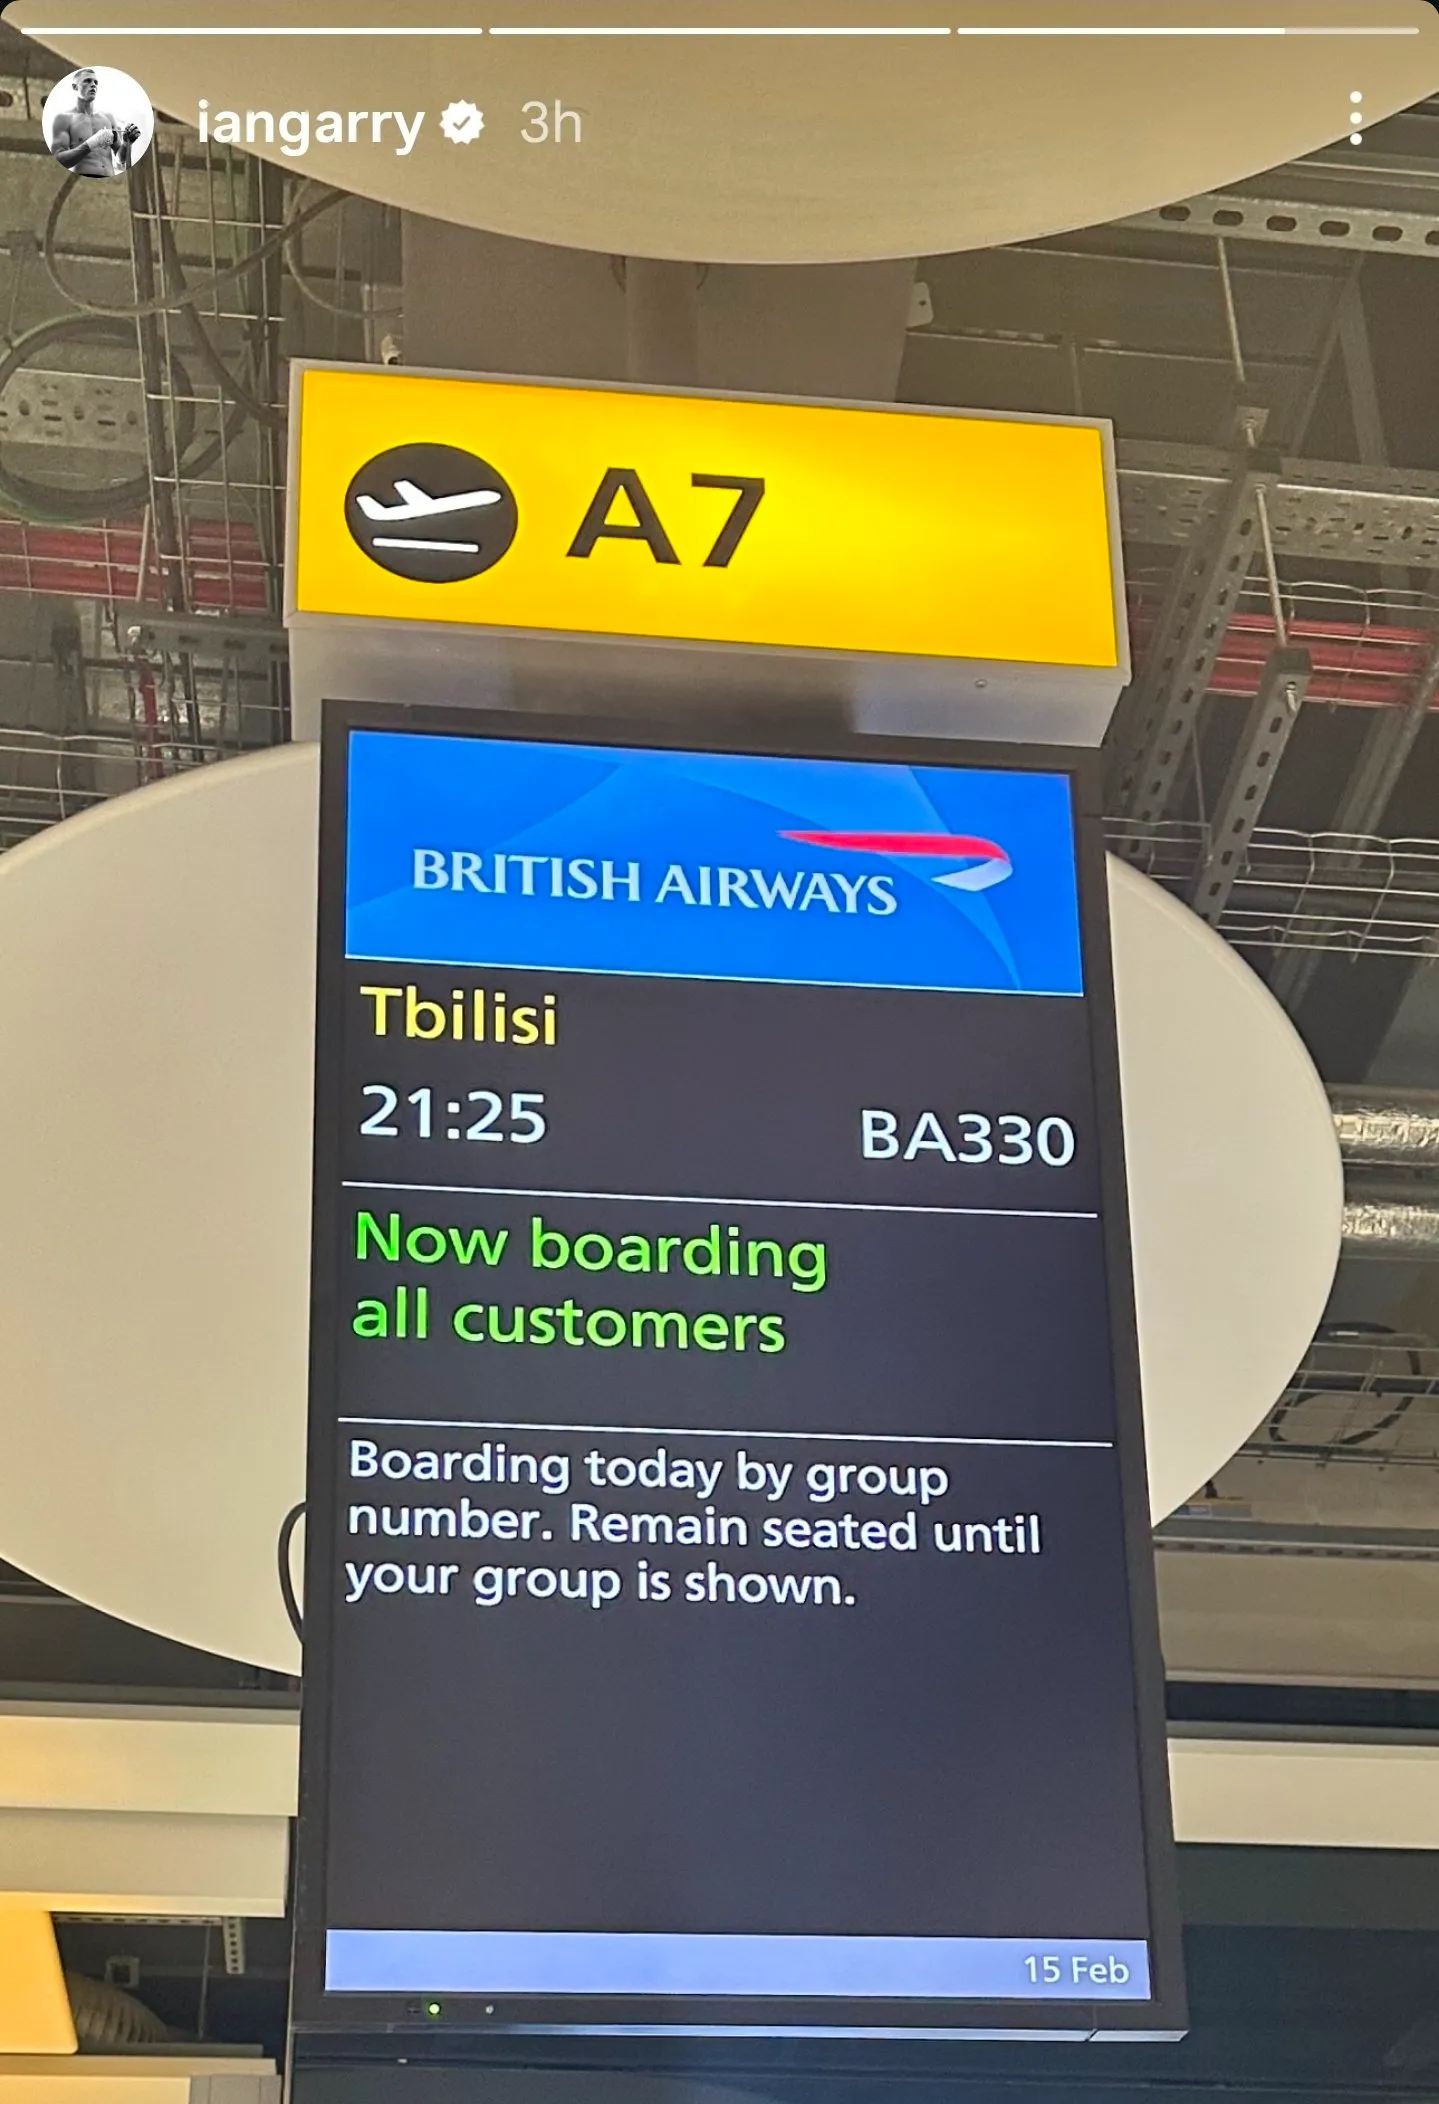 iangarry 3h
A7
BRITISH AIRWAYS
Tbilisi
21:25 BA330
Now boarding
all customers
Boarding today by group
number. Remain seated until
your group is shown.
15 Feb